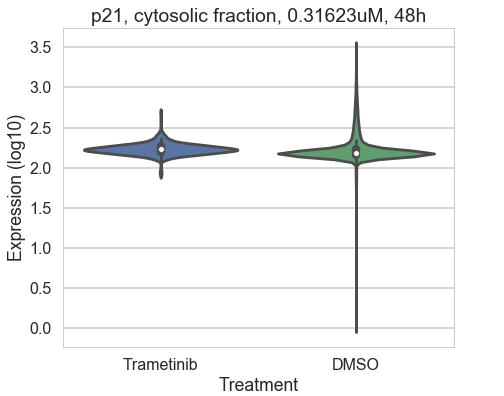 p21, cytosolic fraction, 0.31623uM, 48h
Expression (log10)
3.5
3.0
2.5
2.0
1.5
1.0
0.5
0.0
Trametinib DMSO
Treatment